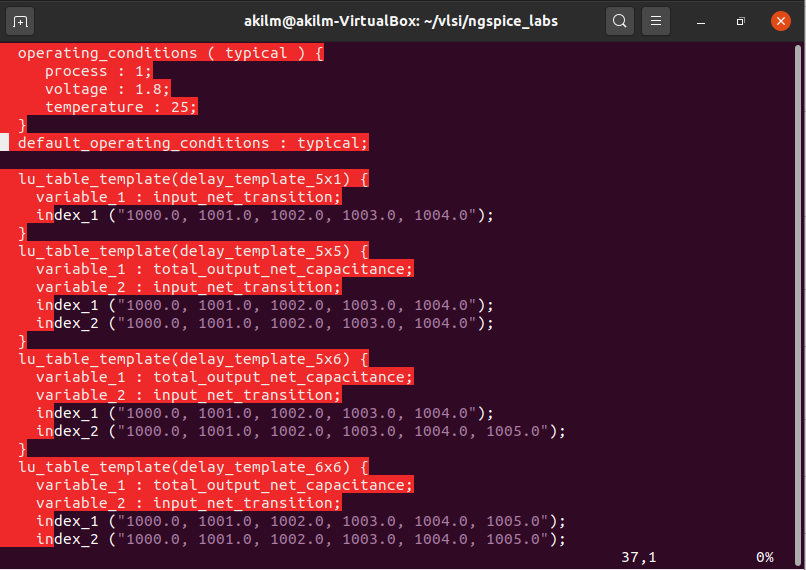 akilm@akilm-VirtualBox: ~/vlsi/ngspice_labs
operating_conditions ( typical ) {
process : 1;
voltage : 1.8;
temperature : 25;
}
default_operating_conditions : typical;
lu_table_template(delay_template_5x1) {
variable_1 : input_net_transition;
index_1 ("1000.0, 1001.0, 1002.0, 1003.0, 1004.0");
}
lu_table_template(delay_template_5x5) {
variable_1 : total_output_net_capacitance;
variable_2 : input_net_transition;
index_1 ("1000.0, 1001.0, 1002.0, 1003.0, 1004.0");
index_2 ("1000.0, 1001.0, 1002.0, 1003.0, 1004.0");
}
lu_table_template(delay_template_5x6) {
variable_1 : total_output_net_capacitance;
variable_2 : input_net_transition;
index_1 ("1000.0, 1001.0, 1002.0, 1003.0, 1004.0");
index_2 ("1000.0, 1001.0, 1002.0, 1003.0, 1004.0, 1005.0");
}
lu_table_template(delay_template_6x6) {
variable_1 : total_output_net_capacitance;
variable_2 : input_net_transition;
index_1 ("1000.0, 1001.0, 1002.0, 1003.0, 1004.0, 1005.0");
index_2 ("1000.0, 1001.0, 1002.0, 1003.0, 1004.0, 1005.0");
37,1 0%